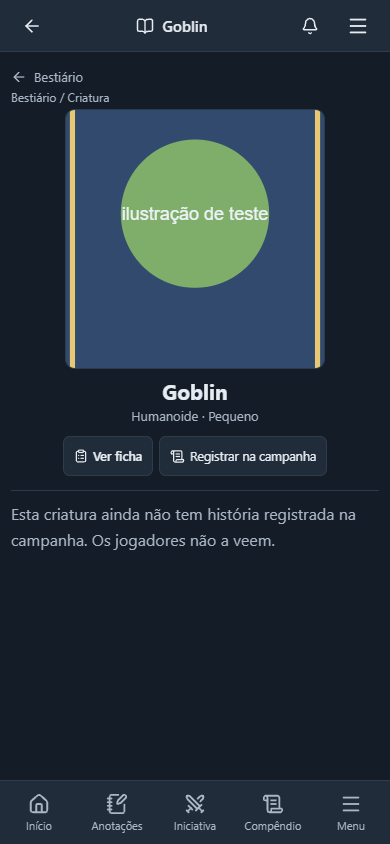 Goblin
Bestiário
Bestiário / Criatura
ilustração de teste
Goblin
Humanoide · Pequeno
Ver ficha
Registrar na campanha
Esta criatura ainda não tem história registrada na
campanha. Os jogadores não a veem.
Início
Anotações
Iniciativa
Compêndio
Menu